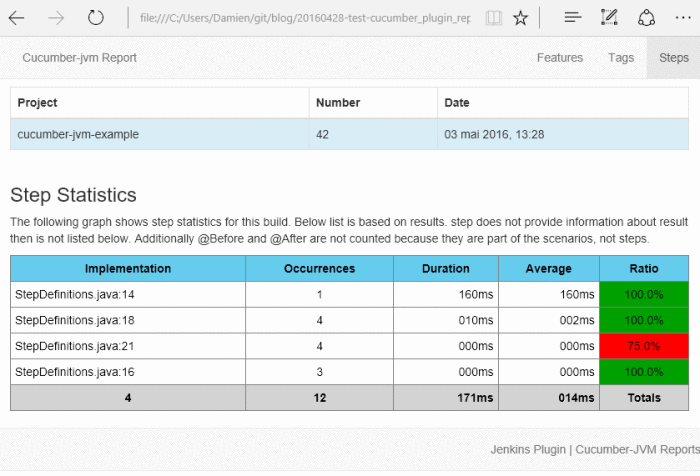 file:///C:/Users/Damien/git/blog/20160428-test-cucumber_plugin_rep
Cucumber-jvm Report Features Tags Steps
Project Number Date
cucumber-jvm-example 42 03 mai 2016, 13:28
Step Statistics
The following graph shows step statistics for this build. Below list is based on results. step does not provide information about result
then is not listed below. Additionally @Before and @After are not counted because they are part of the scenarios, not steps.
Implementation Occurrences Duration Average Ratio
StepDefinitions.java:14 1 160ms 160ms 100.0%
StepDefinitions.java:18 4 010ms 002ms 100.0%
StepDefinitions.java:21 4 000ms 000ms 75.0%
StepDefinitions.java:16 3 000ms 000ms 100.0%
4 12 171ms 014ms Totals
Jenkins Plugin | Cucumber-JVM Reports